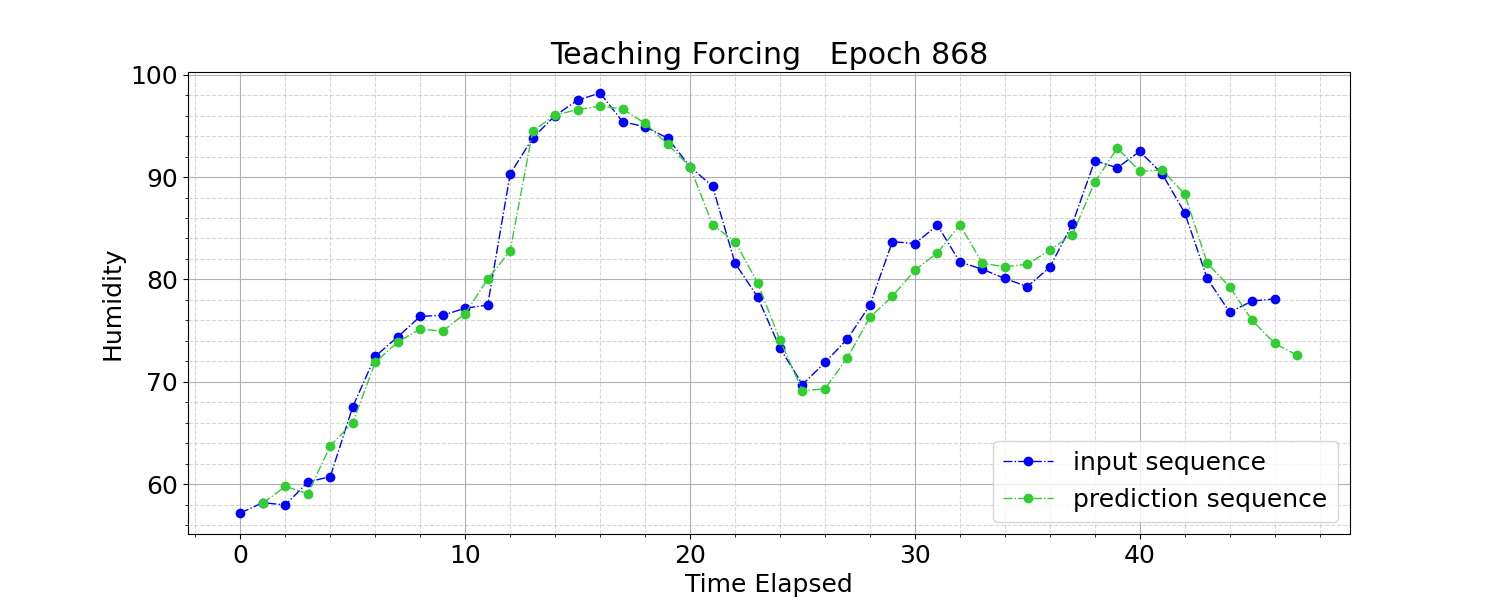 Teaching Forcing   Epoch 868
100
90
80
70
60
Humidity
0 10 20 30 40
Time Elapsed
input sequence
prediction sequence